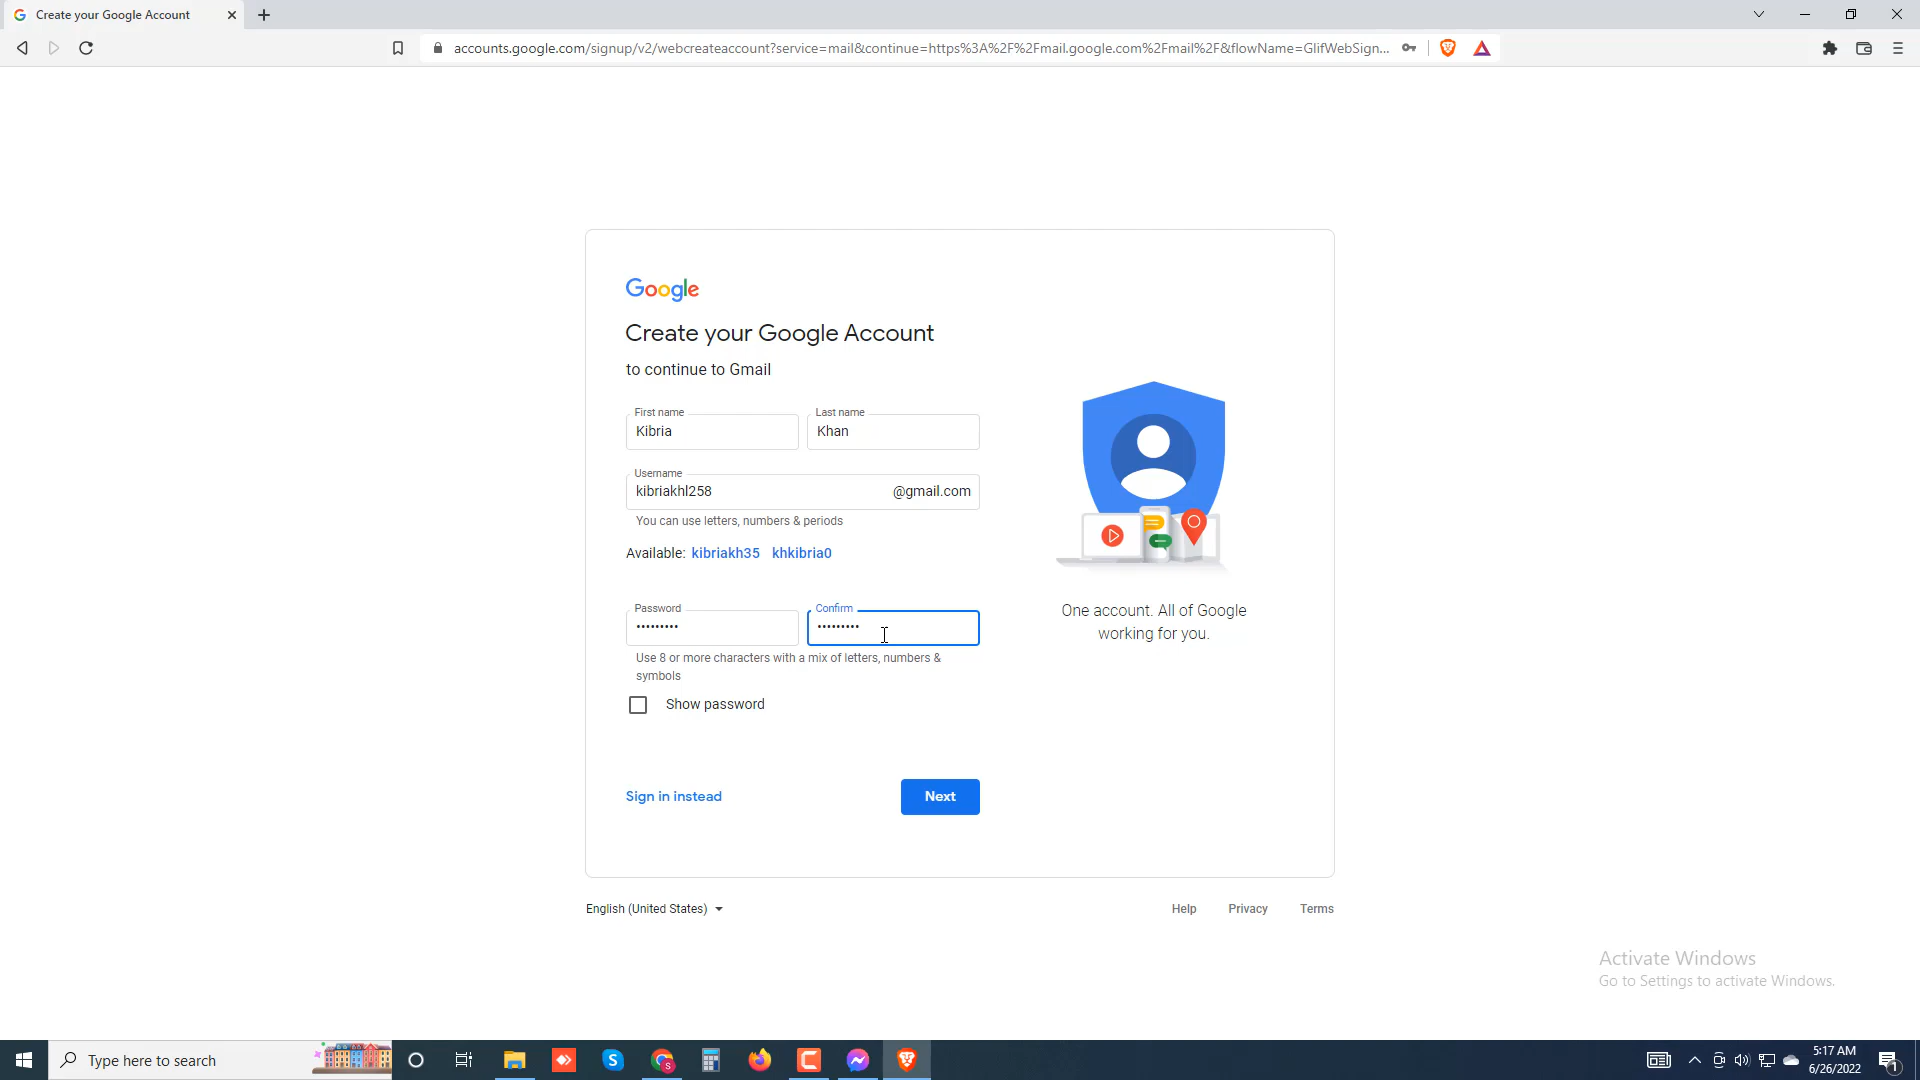 Create your Google Account
accounts.google.com/signup/v2/webcreateaccount?service=mail&continue=https%3A%2F%2Fmail.google.com%2Fmail%2F&flowName=GlifWebSign...
Google
Create your Google Account
to continue to Gmail
First name
Last name
Kibria
Khan
Username
kibriakhl258
@gmail.com
You can use letters, numbers & periods
Available: kibriakh35 khkibria0
Password
Confirm
•••••••••
•••••••••
Use 8 or more characters with a mix of letters, numbers &
symbols
Show password
Sign in instead
Next
One account. All of Google
working for you.
English (United States)
Help
Privacy
Terms
Activate Windows
Go to Settings to activate Windows.
Type here to search
5:17 AM
6/26/2022
1